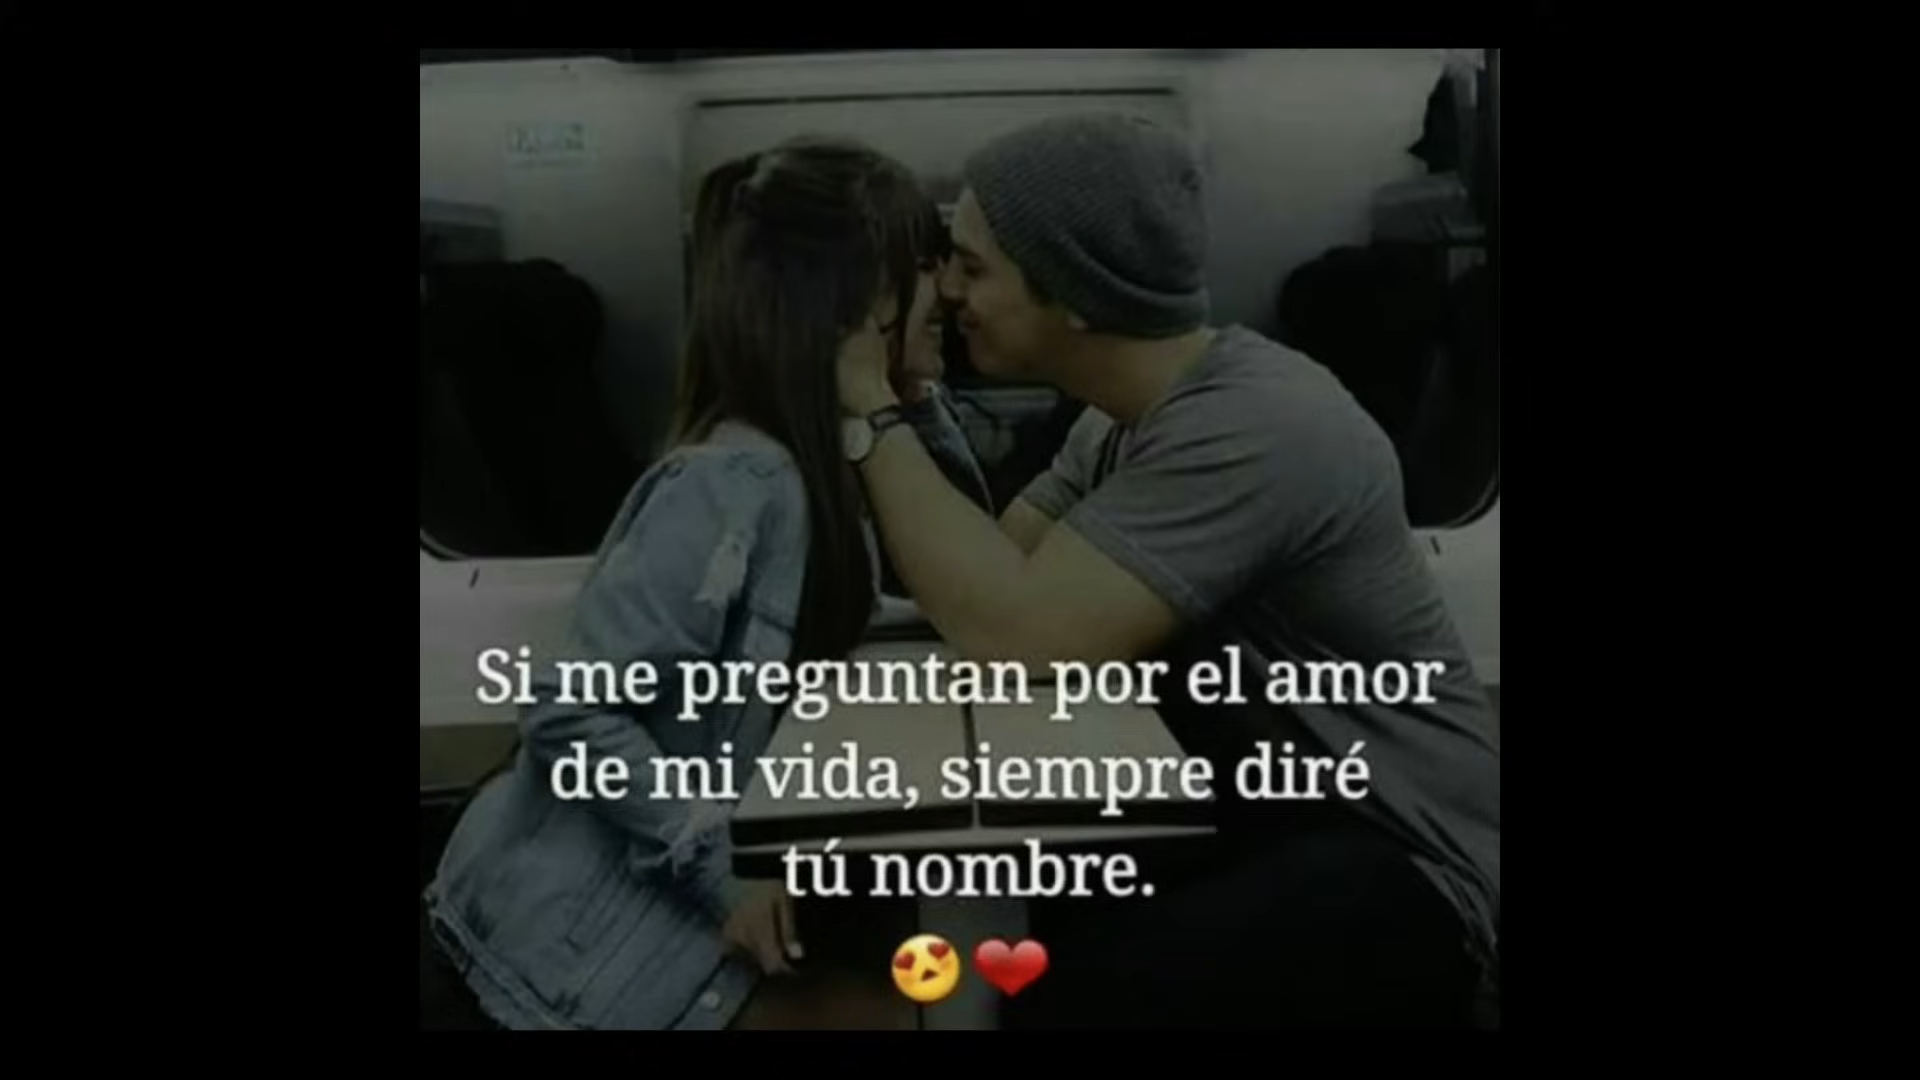 Si me preguntan por el amor
de mi vida, siempre diré
tú nombre.
😍❤️